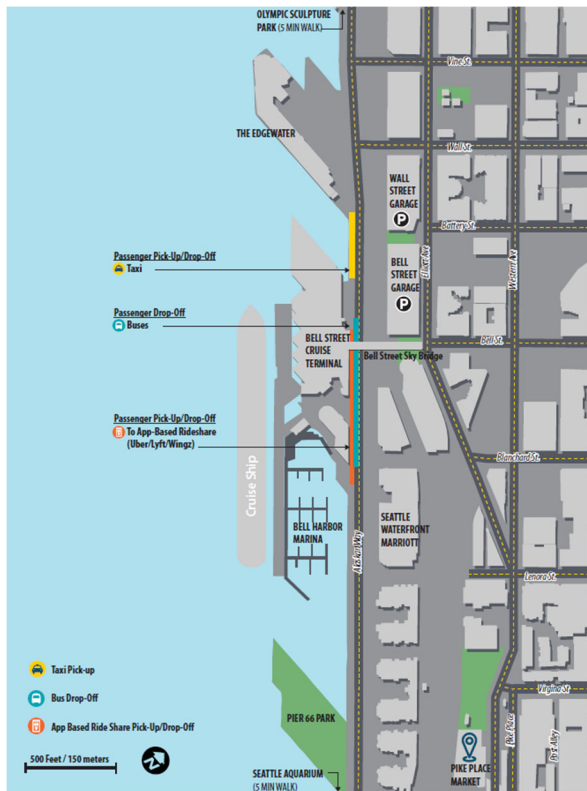 OLYMPIC SCULPTURE
PARK (5 MIN WALK)
Vine St.
THE EDGEWATER
Wall St.
WALL
STREET
GARAGE
P
Battery St.
Elliott Ave
Western Ave
Passenger Pick-Up/Drop-Off
Taxi
BELL
STREET
GARAGE
P
Passenger Drop-Off
Buses
BELL STREET
CRUISE
TERMINAL
Bell St.
Bell Street Sky Bridge
Passenger Pick-Up/Drop-Off
To App-Based Rideshare
(Uber/Lyft/Wingz)
Blanchard St.
Cruise Ship
BELL HARBOR
MARINA
SEATTLE
WATERFRONT
MARRIOTT
Alaskan Way
Lenora St.
Taxi Pick-up
Bus Drop-Off
App Based Ride Share Pick-Up/Drop-Off
Virginia St.
PIER 66 PARK
Pike Place
Post Alley
500 Feet / 150 meters
PIKE PLACE
MARKET
SEATTLE AQUARIUM
(5 MIN WALK)